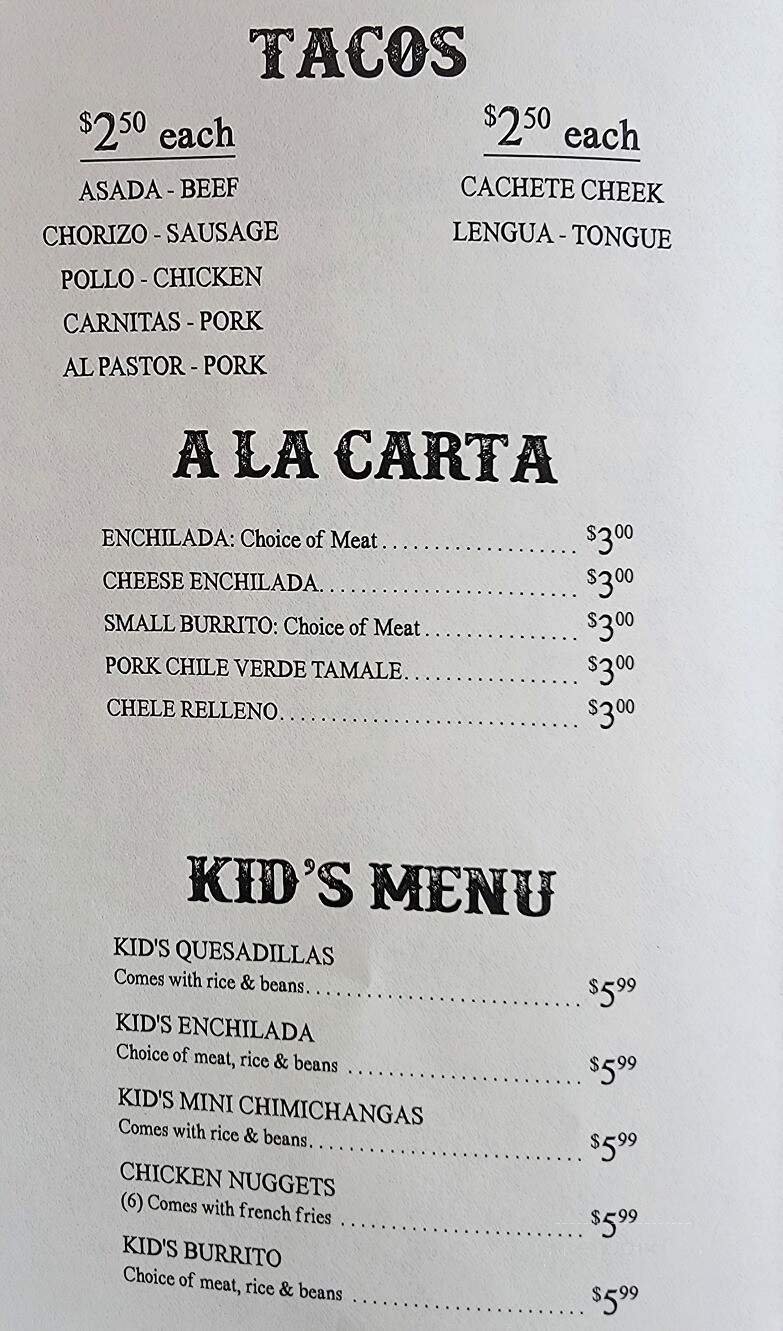 TACOS
$2.50 each
ASADA - BEEF
CHORIZO - SAUSAGE
POLLO - CHICKEN
CARNITAS - PORK
AL PASTOR - PORK
$2.50 each
CACHETE CHEEK
LENGUA - TONGUE
A LA CARTA
ENCHILADA: Choice of Meat ................... $3.00
CHEESE ENCHILADA.......................... $3.00
SMALL BURRITO: Choice of Meat ............... $3.00
PORK CHILE VERDE TAMALE................. $3.00
CHELE RELLENO.............................. $3.00
KID'S MENU
KID'S QUESADILLAS
Comes with rice & beans........................... $5.99
KID'S ENCHILADA
Choice of meat, rice & beans ....................... $5.99
KID'S MINI CHIMICHANGAS
Comes with rice & beans........................... $5.99
CHICKEN NUGGETS
(6) Comes with french fries ........................ $5.99
KID'S BURRITO
Choice of meat, rice & beans ....................... $5.99